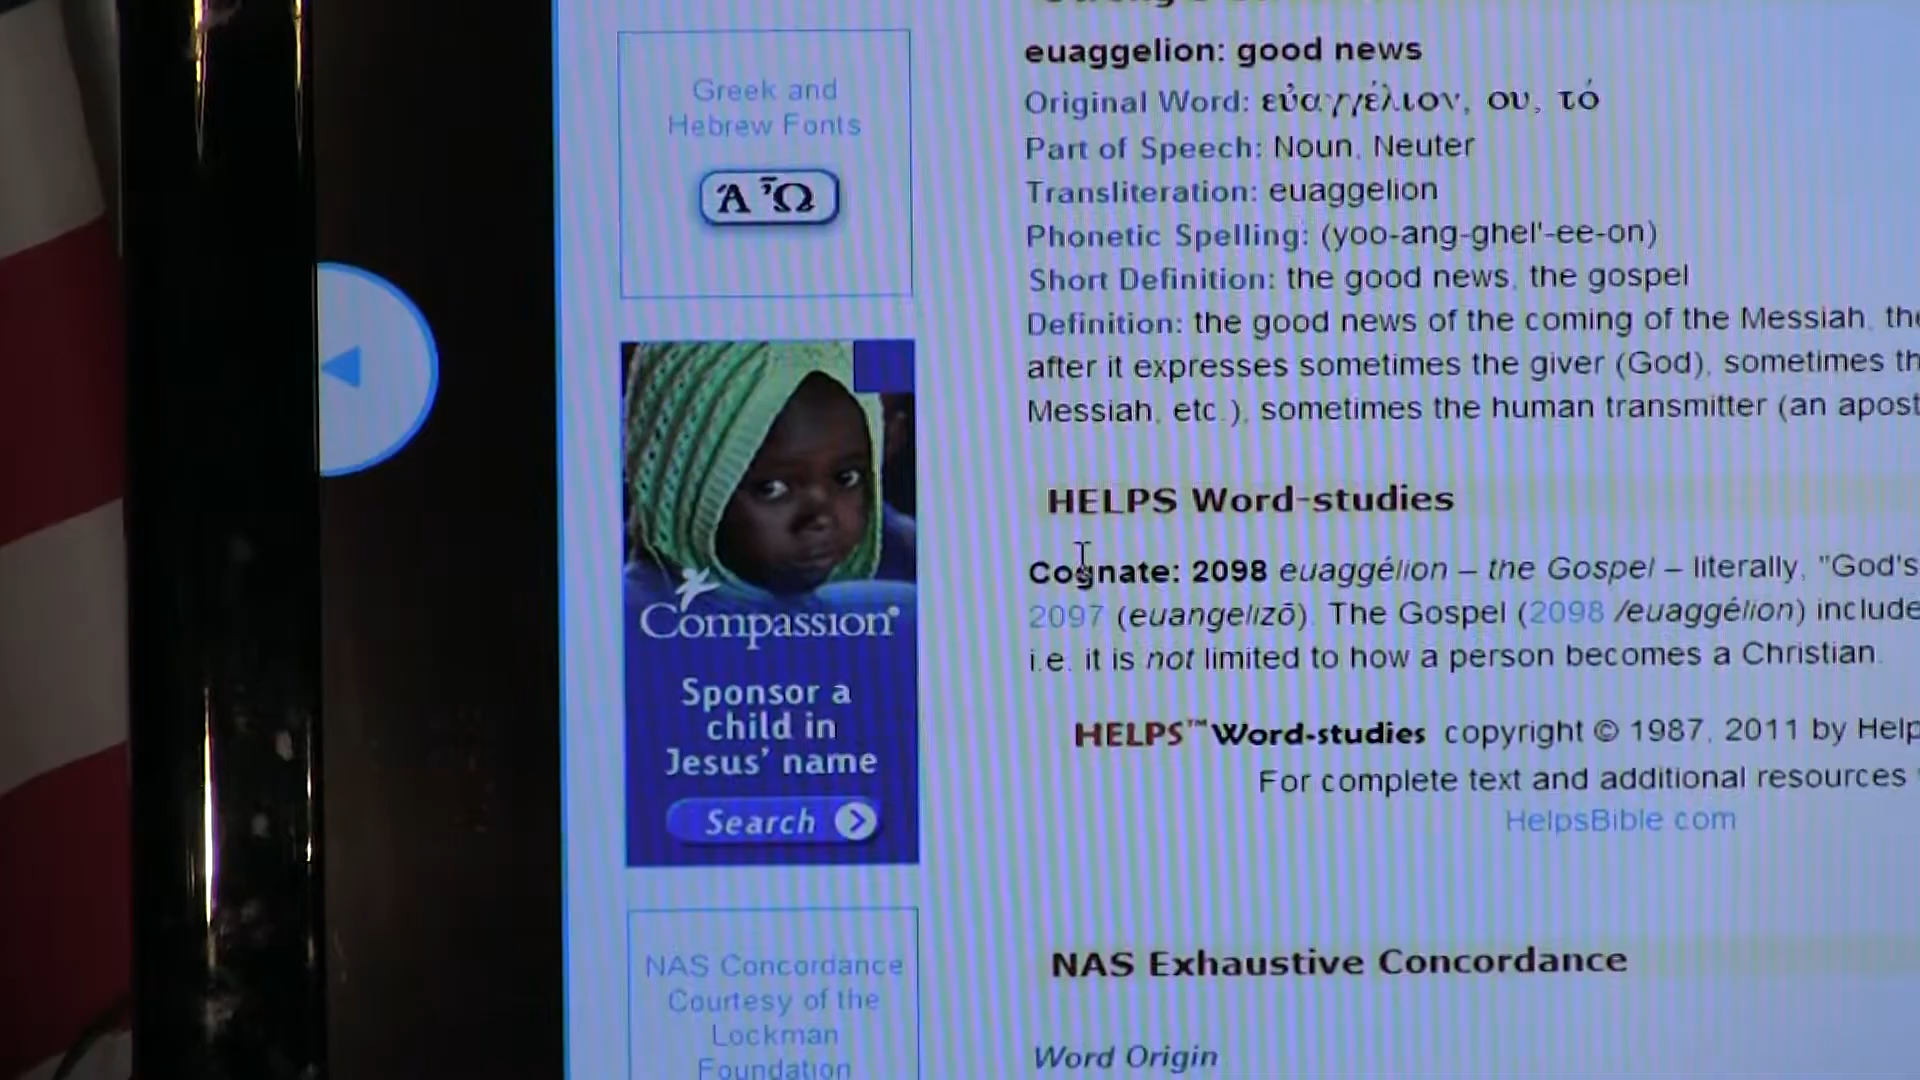 Greek and
Hebrew Fonts
Ά Ὦ
Compassion
Sponsor a
child in
Jesus' name
Search
NAS Concordance
Courtesy of the
Lockman
Foundation
euaggelion: good news
Original Word: εὐαγγέλιον, ου, τό
Part of Speech: Noun, Neuter
Transliteration: euaggelion
Phonetic Spelling: (yoo-ang-ghel'-ee-on)
Short Definition: the good news, the gospel
Definition: the good news of the coming of the Messiah, the
after it expresses sometimes the giver (God), sometimes
Messiah, etc.), sometimes the human transmitter (an
HELPS Word-studies
Cognate: 2098 euaggélion – the Gospel – literally, "God's
2097 (euangelizō). The Gospel (2098 /euaggélion)
i.e. it is not limited to how a person becomes a Christian.
HELPS™ Word-studies copyright © 1987, 2011 by
For complete text and additional resources
HelpsBible.com
NAS Exhaustive Concordance
Word Origin